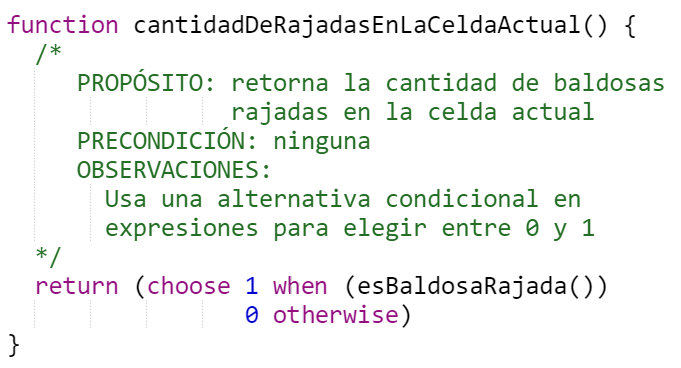 function cantidadDeRajadasEnLaCeldaActual() {
/*
PROPÓSITO: retorna la cantidad de baldosas
rajadas en la celda actual
PRECONDICIÓN: ninguna
OBSERVACIONES:
Usa una alternativa condicional en
expresiones para elegir entre 0 y 1
*/
return (choose 1 when (esBaldosaRajada())
0 otherwise)
}